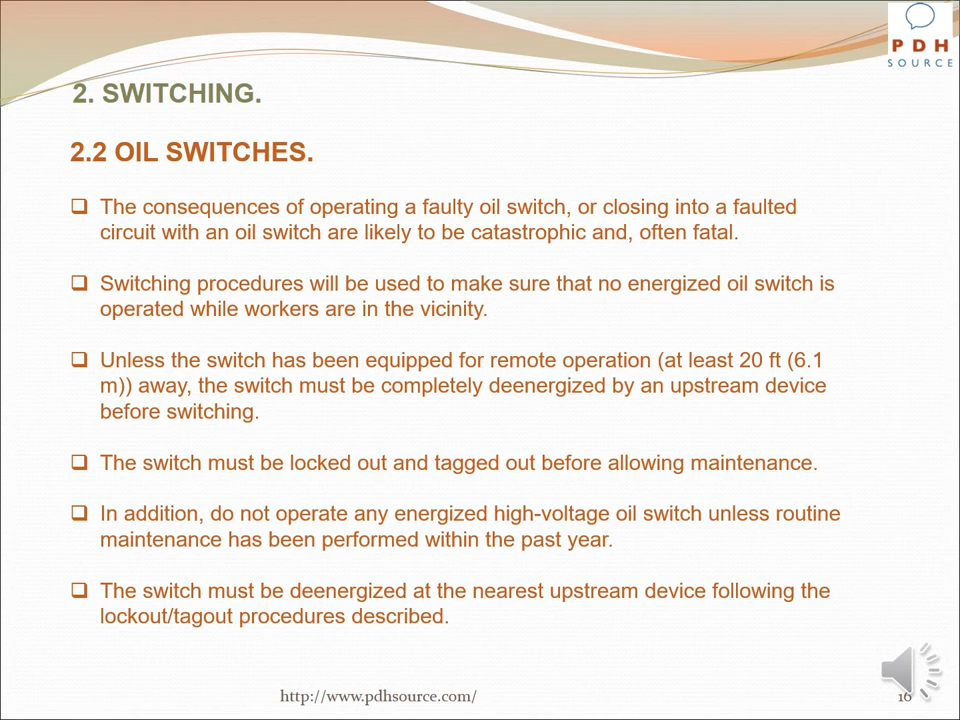 PDH
SOURCE
2. SWITCHING.
2.2 OIL SWITCHES.
The consequences of operating a faulty oil switch, or closing into a faulted
circuit with an oil switch are likely to be catastrophic and, often fatal.
Switching procedures will be used to make sure that no energized oil switch is
operated while workers are in the vicinity.
Unless the switch has been equipped for remote operation (at least 20 ft (6.1
m)) away, the switch must be completely deenergized by an upstream device
before switching.
The switch must be locked out and tagged out before allowing maintenance.
In addition, do not operate any energized high-voltage oil switch unless routine
maintenance has been performed within the past year.
The switch must be deenergized at the nearest upstream device following the
lockout/tagout procedures described.
http://www.pdhsource.com/
16